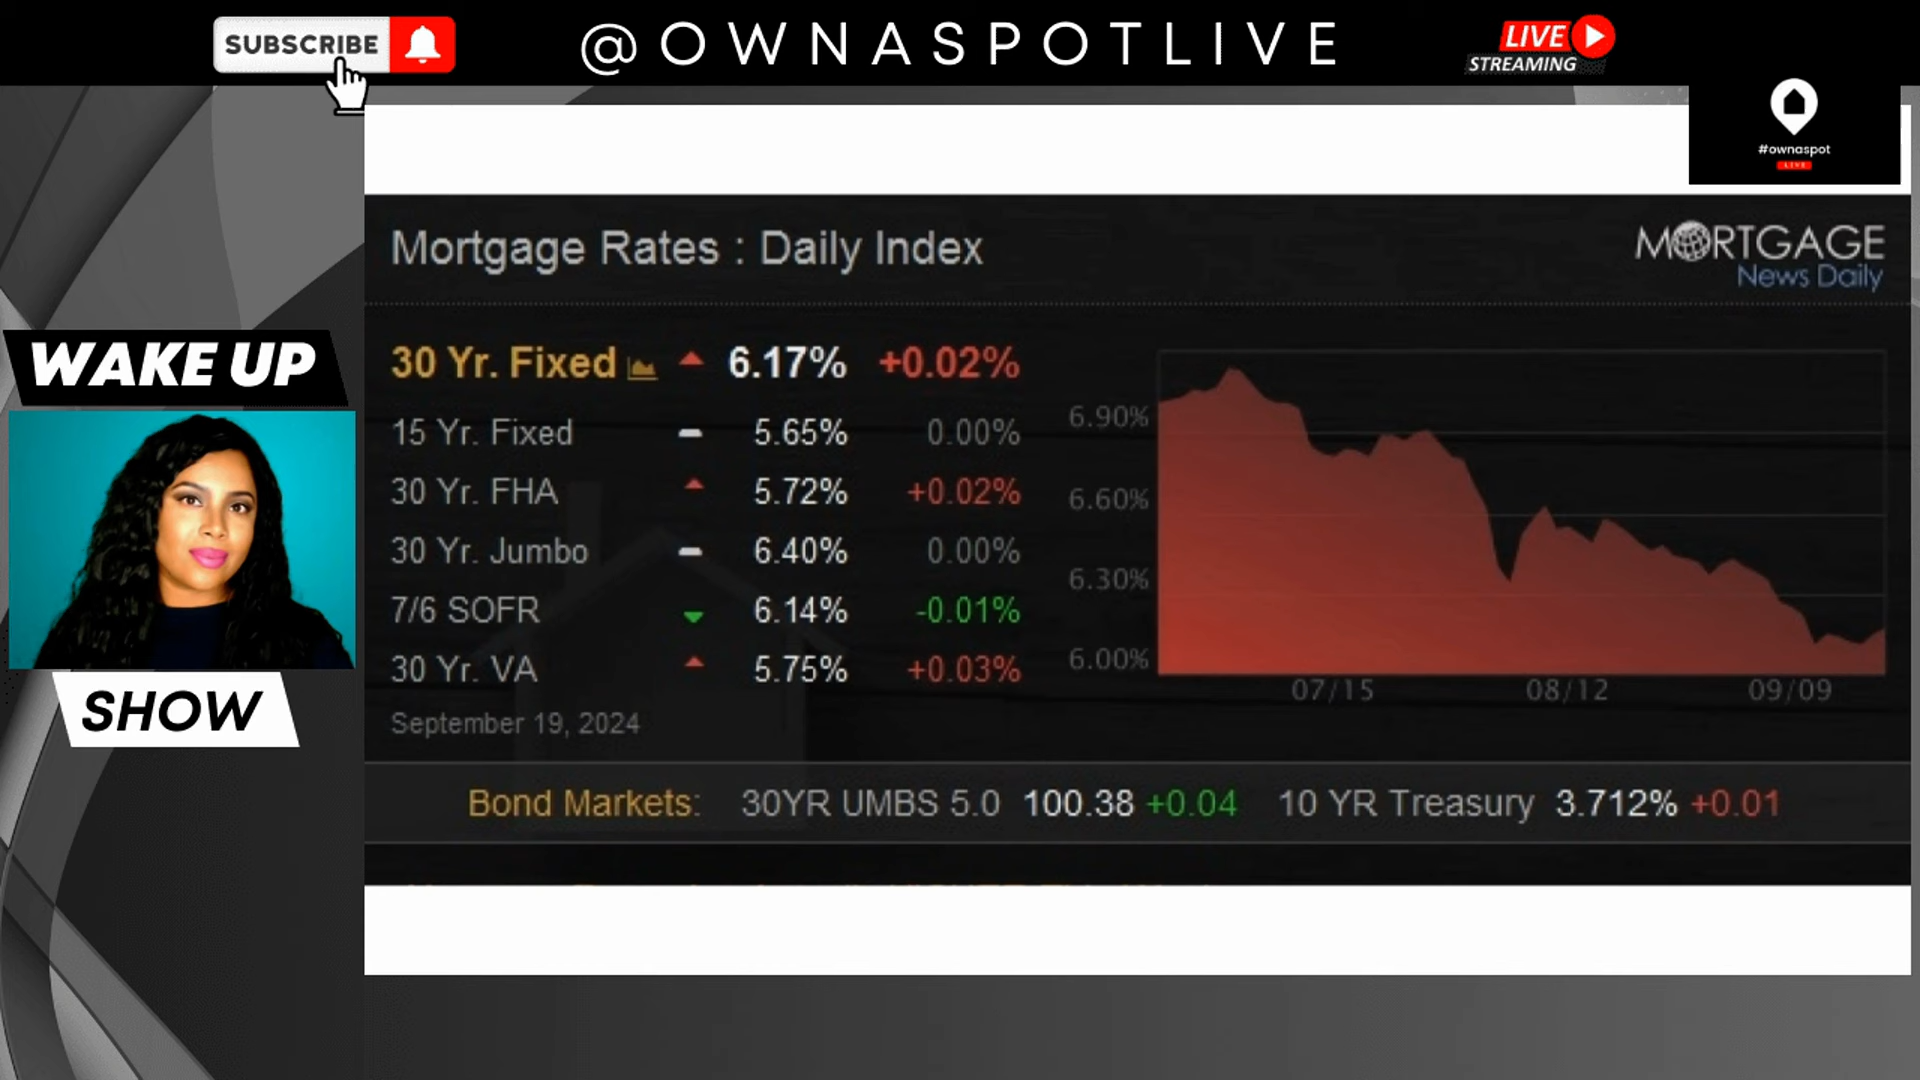 SUBSCRIBE
@OWNASPOTLIVE
LIVE
STREAMING
#ownaspot
LIVE
WAKE UP
SHOW
Mortgage Rates : Daily Index
MORTGAGE
News Daily
30 Yr. Fixed 6.17% +0.02%
15 Yr. Fixed 5.65% 0.00%
30 Yr. FHA 5.72% +0.02%
30 Yr. Jumbo 6.40% 0.00%
7/6 SOFR 6.14% -0.01%
30 Yr. VA 5.75% +0.03%
September 19, 2024
6.90%
6.60%
6.30%
6.00%
07/15 08/12 09/09
Bond Markets: 30YR UMBS 5.0 100.38 +0.04 10 YR Treasury 3.712% +0.01